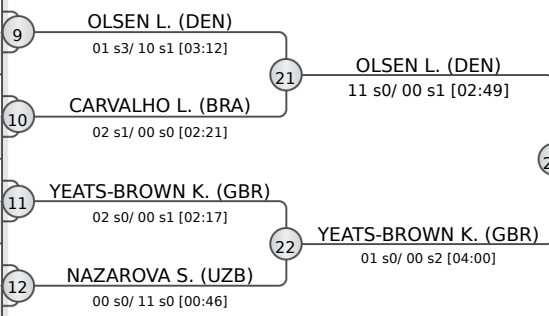 OLSEN L. (DEN)
9
01 s3/ 10 s1 [03:12]
21
OLSEN L. (DEN)
11 s0/ 00 s1 [02:49]
CARVALHO L. (BRA)
10
02 s1/ 00 s0 [02:21]
YEATS-BROWN K. (GBR)
11
02 s0/ 00 s1 [02:17]
22
YEATS-BROWN K. (GBR)
01 s0/ 00 s2 [04:00]
NAZAROVA S. (UZB)
12
00 s0/ 11 s0 [00:46]